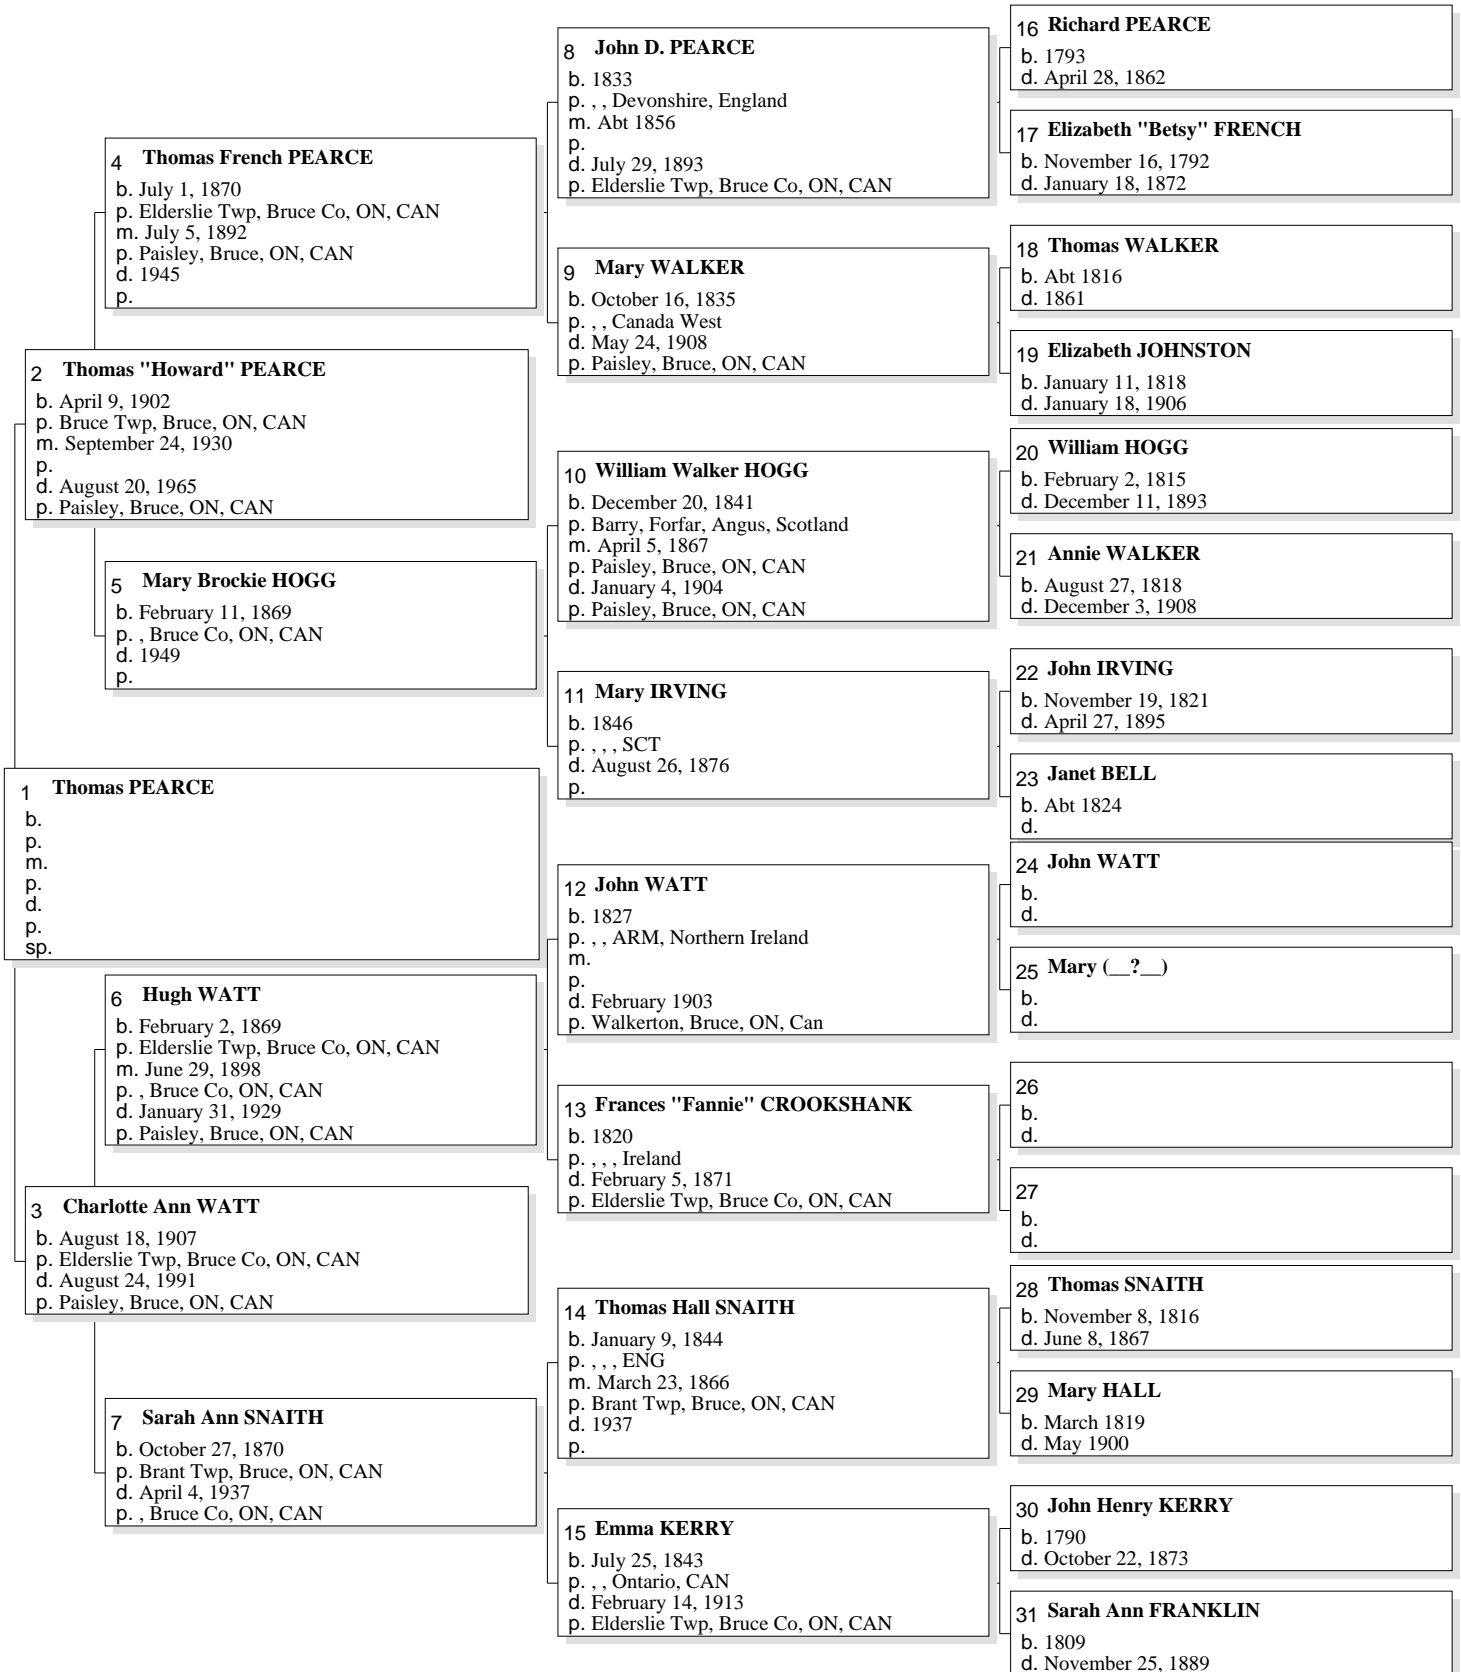 1 Thomas PEARCE
b.
p.
m.
p.
d.
p.
sp.
2 Thomas "Howard" PEARCE
b. April 9, 1902
p. Bruce Twp, Bruce, ON, CAN
m. September 24, 1930
p.
d. August 20, 1965
p. Paisley, Bruce, ON, CAN
3 Charlotte Ann WATT
b. August 18, 1907
p. Elderslie Twp, Bruce Co, ON, CAN
d. August 24, 1991
p. Paisley, Bruce, ON, CAN
4 Thomas French PEARCE
b. July 1, 1870
p. Elderslie Twp, Bruce Co, ON, CAN
m. July 5, 1892
p. Paisley, Bruce, ON, CAN
d. 1945
p.
5 Mary Brockie HOGG
b. February 11, 1869
p. , Bruce Co, ON, CAN
d. 1949
p.
6 Hugh WATT
b. February 2, 1869
p. Elderslie Twp, Bruce Co, ON, CAN
m. June 29, 1898
p. , Bruce Co, ON, CAN
d. January 31, 1929
p. Paisley, Bruce, ON, CAN
7 Sarah Ann SNAITH
b. October 27, 1870
p. Brant Twp, Bruce, ON, CAN
d. April 4, 1937
p. , Bruce Co, ON, CAN
8 John D. PEARCE
b. 1833
p. , , Devonshire, England
m. Abt 1856
p.
d. July 29, 1893
p. Elderslie Twp, Bruce Co, ON, CAN
9 Mary WALKER
b. October 16, 1835
p. , , Canada West
d. May 24, 1908
p. Paisley, Bruce, ON, CAN
10 William Walker HOGG
b. December 20, 1841
p. Barry, Forfar, Angus, Scotland
m. April 5, 1867
p. Paisley, Bruce, ON, CAN
d. January 4, 1904
p. Paisley, Bruce, ON, CAN
11 Mary IRVING
b. 1846
p. , , , SCT
d. August 26, 1876
p.
12 John WATT
b. 1827
p. , , ARM, Northern Ireland
m.
p.
d. February 1903
p. Walkerton, Bruce, ON, Can
13 Frances "Fannie" CROOKSHANK
b. 1820
p. , , , Ireland
d. February 5, 1871
p. Elderslie Twp, Bruce Co, ON, CAN
14 Thomas Hall SNAITH
b. January 9, 1844
p. , , , ENG
m. March 23, 1866
p. Brant Twp, Bruce, ON, CAN
d. 1937
p.
15 Emma KERRY
b. July 25, 1843
p. , , Ontario, CAN
d. February 14, 1913
p. Elderslie Twp, Bruce Co, ON, CAN
16 Richard PEARCE
b. 1793
d. April 28, 1862
17 Elizabeth "Betsy" FRENCH
b. November 16, 1792
d. January 18, 1872
18 Thomas WALKER
b. Abt 1816
d. 1861
19 Elizabeth JOHNSTON
b. January 11, 1818
d. January 18, 1906
20 William HOGG
b. February 2, 1815
d. December 11, 1893
21 Annie WALKER
b. August 27, 1818
d. December 3, 1908
22 John IRVING
b. November 19, 1821
d. April 27, 1895
23 Janet BELL
b. Abt 1824
d.
24 John WATT
b.
d.
25 Mary (__?__)
b.
d.
26
b.
d.
27
b.
d.
28 Thomas SNAITH
b. November 8, 1816
d. June 8, 1867
29 Mary HALL
b. March 1819
d. May 1900
30 John Henry KERRY
b. 1790
d. October 22, 1873
31 Sarah Ann FRANKLIN
b. 1809
d. November 25, 1889